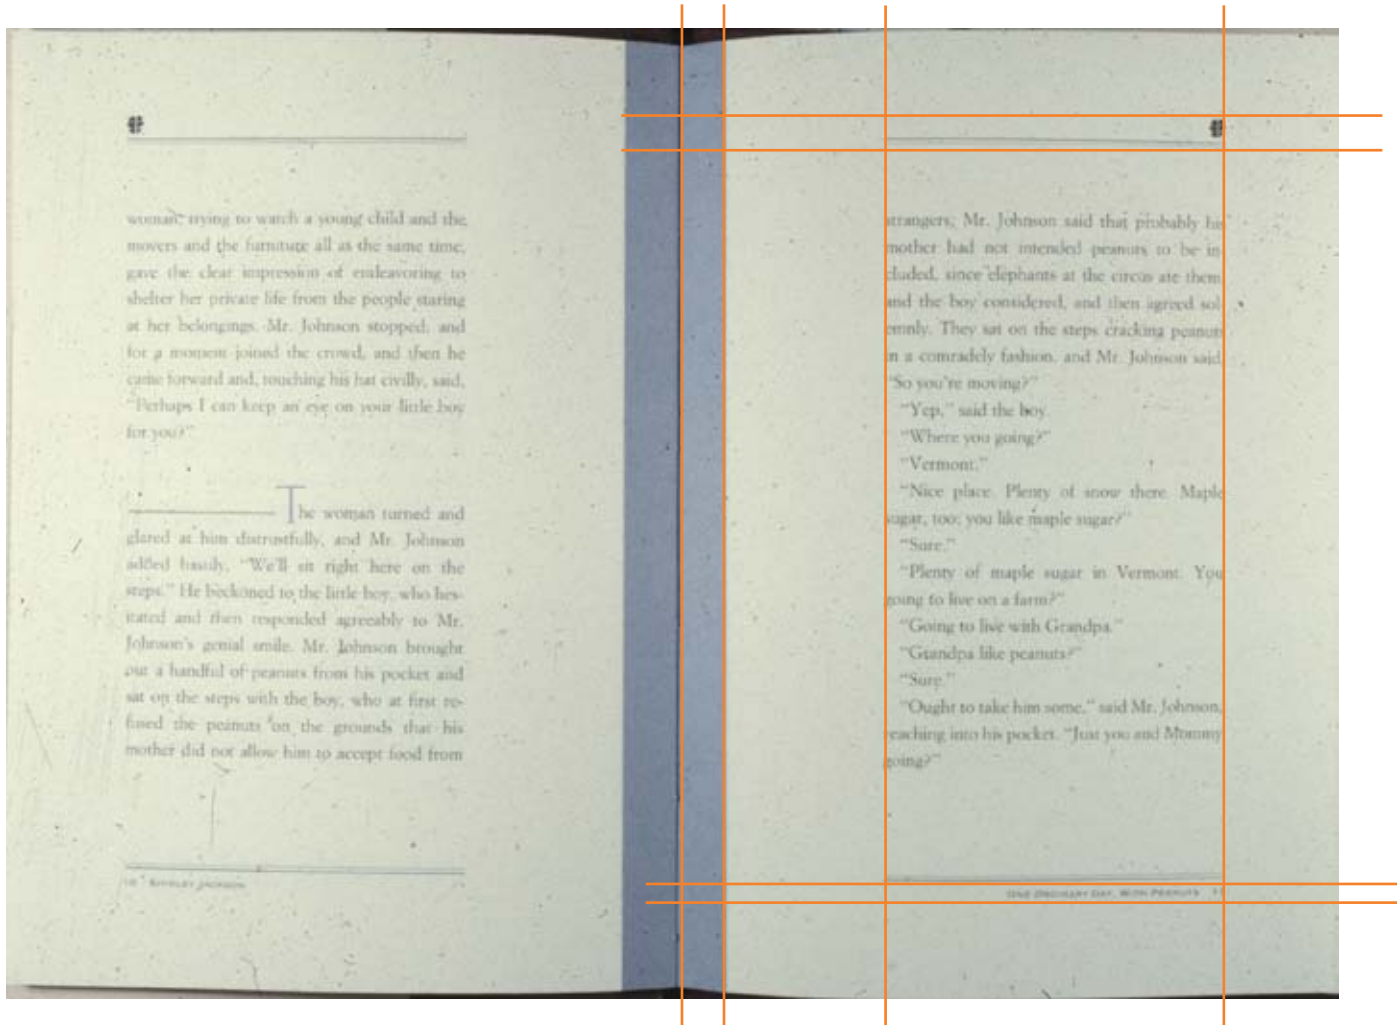 woman, trying to watch a young child and the
movers and the furniture all as the same time,
gave the clear impression of endeavoring to
shelter her private life from the people staring
at her belongings. Mr. Johnson stopped, and
for a moment joined the crowd, and then he
came forward and, touching his hat civilly, said,
"Perhaps I can keep an eye on your little boy
for you?"
The woman turned and
glared at him distrustfully, and Mr. Johnson
added hastily, "We'll sit right here on the
steps." He beckoned to the little boy, who hes-
itated and then responded agreeably to Mr.
Johnson's genial smile. Mr. Johnson brought
out a handful of peanuts from his pocket and
sat on the steps with the boy, who at first re-
fused the peanuts on the grounds that his
mother did not allow him to accept food from
10 SHIRLEY JACKSON
strangers; Mr. Johnson said that probably his
mother had not intended peanuts to be in-
cluded, since elephants at the circus ate them,
and the boy considered, and then agreed sol-
emnly. They sat on the steps cracking peanuts
in a comradely fashion, and Mr. Johnson said,
"So you're moving?"
"Yep," said the boy.
"Where you going?"
"Vermont."
"Nice place. Plenty of snow there. Maple
sugar, too; you like maple sugar?"
"Sure."
"Plenty of maple sugar in Vermont. You
going to live on a farm?"
"Going to live with Grandpa."
"Grandpa like peanuts?"
"Sure."
"Ought to take him some," said Mr. Johnson,
reaching into his pocket. "Just you and Mommy
going?"
ONE ORDINARY DAY, WITH PEANUTS